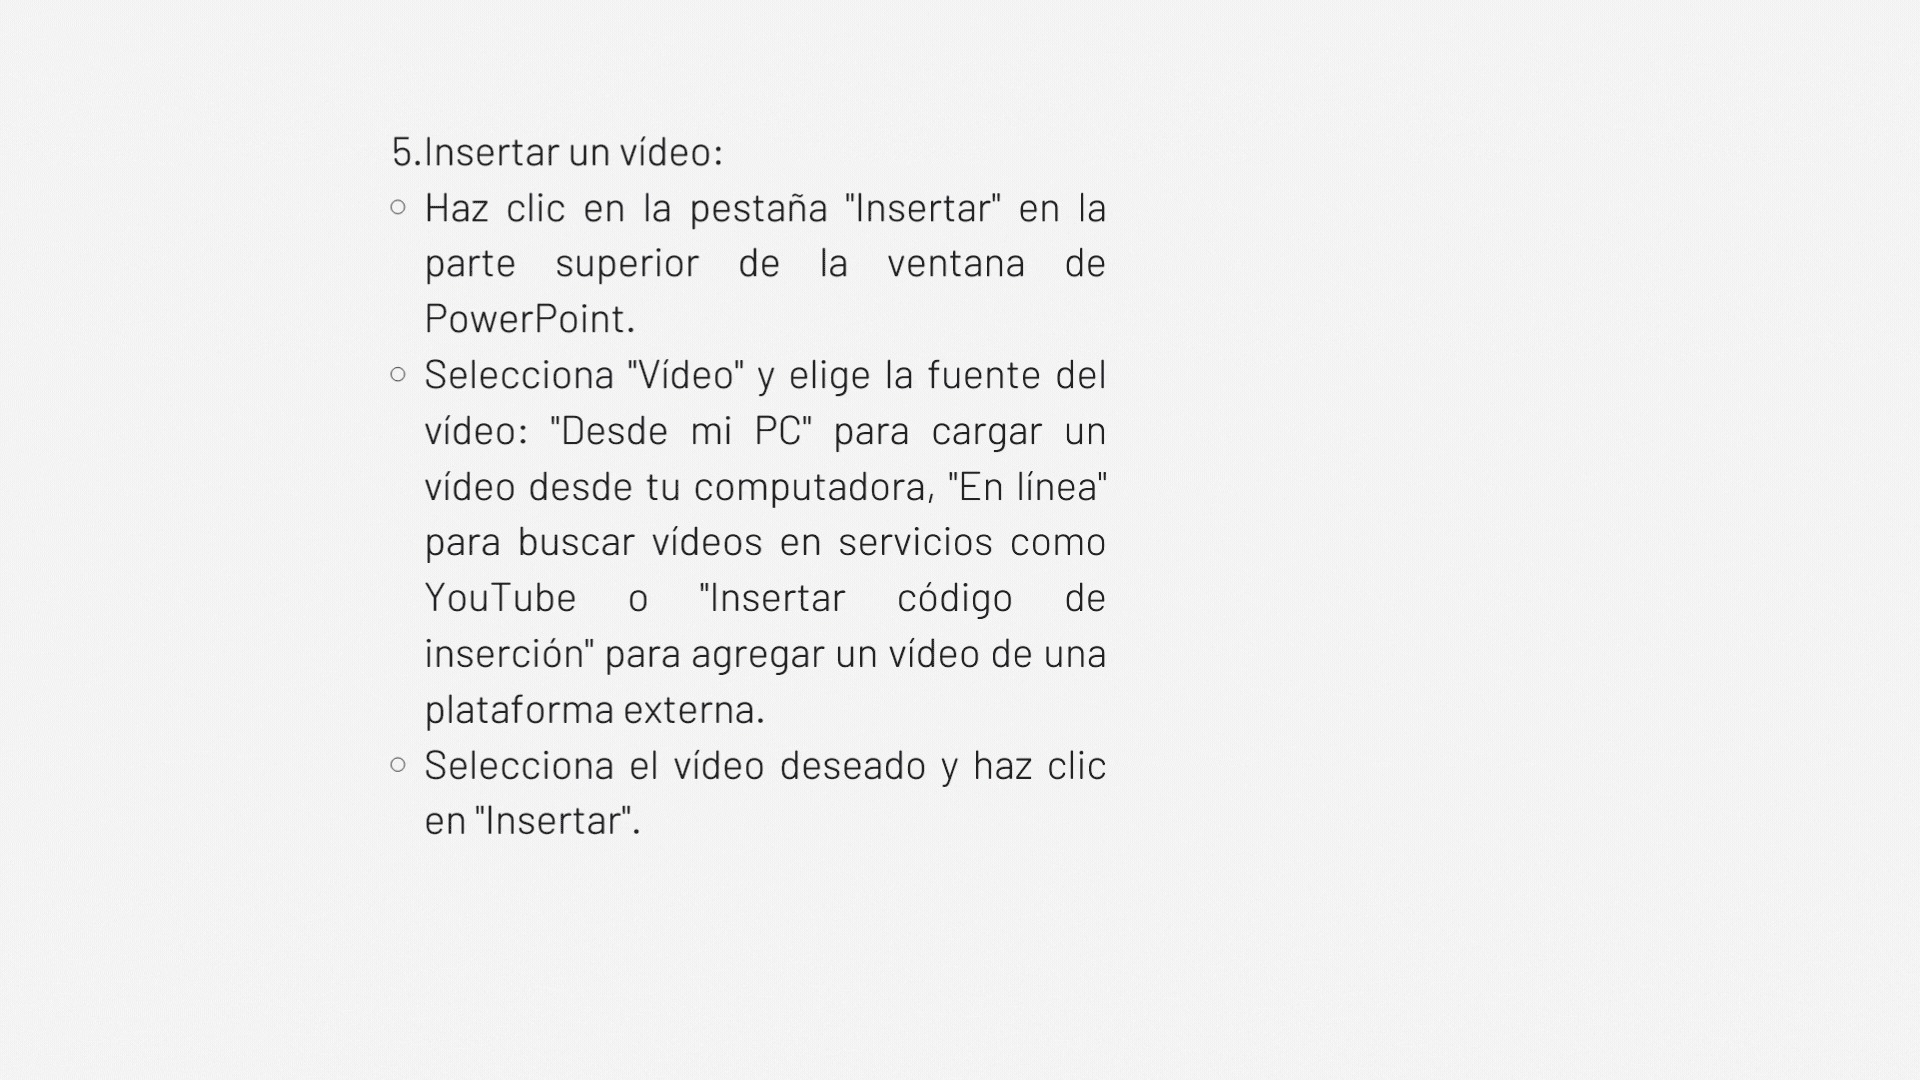 5.Insertar un vídeo:
○ Haz clic en la pestaña "Insertar" en la
parte superior de la ventana de
PowerPoint.
○ Selecciona "Vídeo" y elige la fuente del
vídeo: "Desde mi PC" para cargar un
vídeo desde tu computadora, "En línea"
para buscar vídeos en servicios como
YouTube o "Insertar código de
inserción" para agregar un vídeo de una
plataforma externa.
○ Selecciona el vídeo deseado y haz clic
en "Insertar".